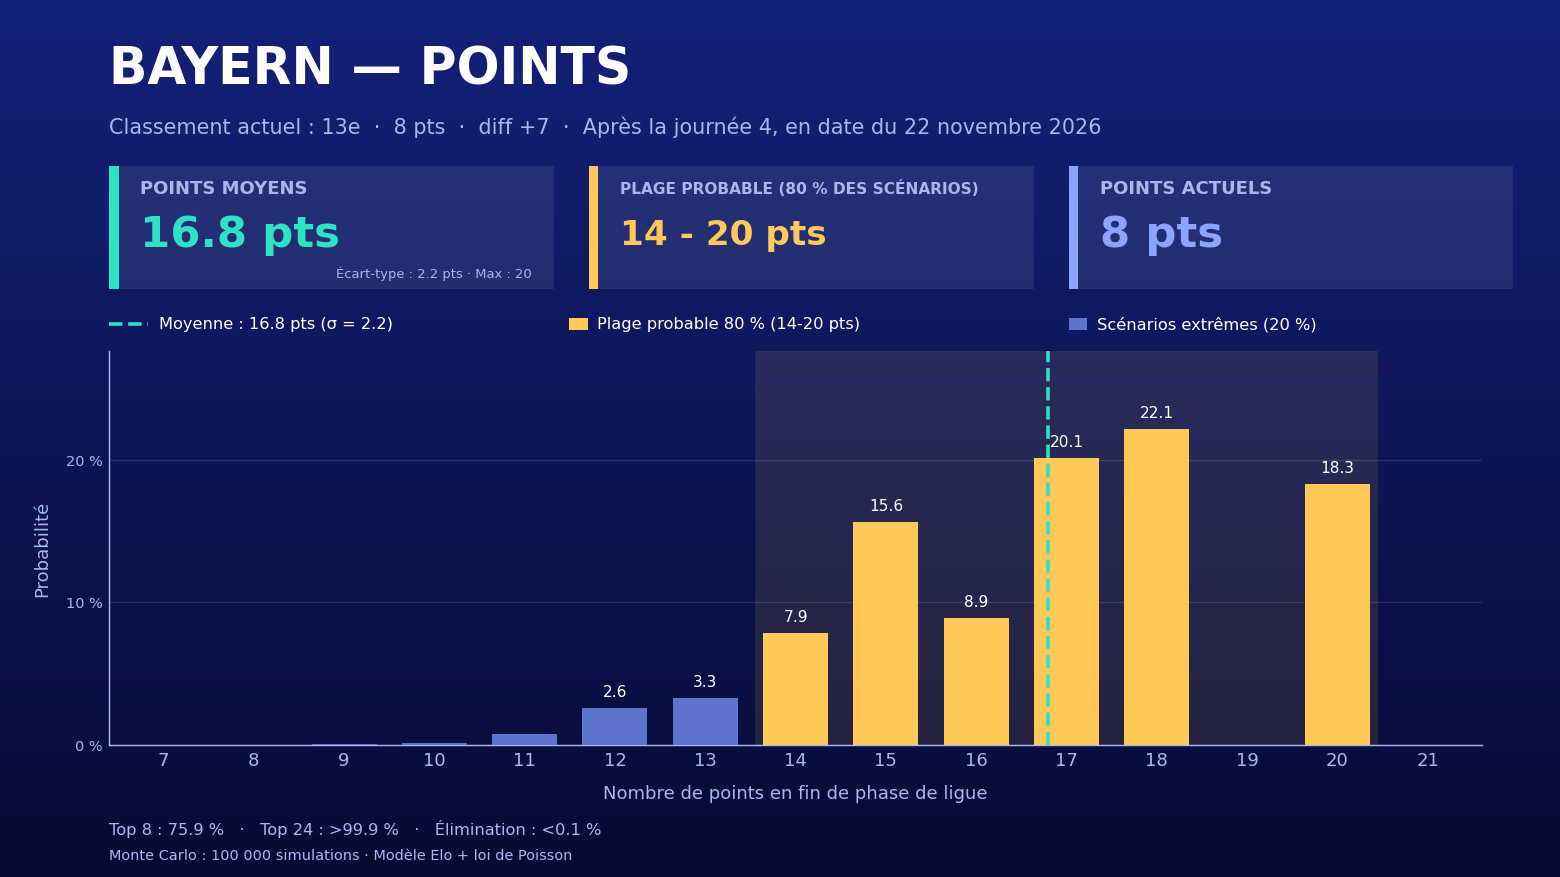 BAYERN — POINTS
Classement actuel : 13e · 8 pts · diff +7 · Après la journée 4, en date du 22 novembre 2026
POINTS MOYENS
16.8 pts
Écart-type : 2.2 pts · Max : 20
PLAGE PROBABLE (80 % DES SCÉNARIOS)
14 - 20 pts
POINTS ACTUELS
8 pts
Moyenne : 16.8 pts (σ = 2.2)
Plage probable 80 % (14-20 pts)
Scénarios extrêmes (20 %)
Probabilité
20 %
10 %
0 %
2.6
3.3
7.9
15.6
8.9
20.1
22.1
18.3
7 8 9 10 11 12 13 14 15 16 17 18 19 20 21
Nombre de points en fin de phase de ligue
Top 8 : 75.9 % · Top 24 : >99.9 % · Élimination : <0.1 %
Monte Carlo : 100 000 simulations · Modèle Elo + loi de Poisson